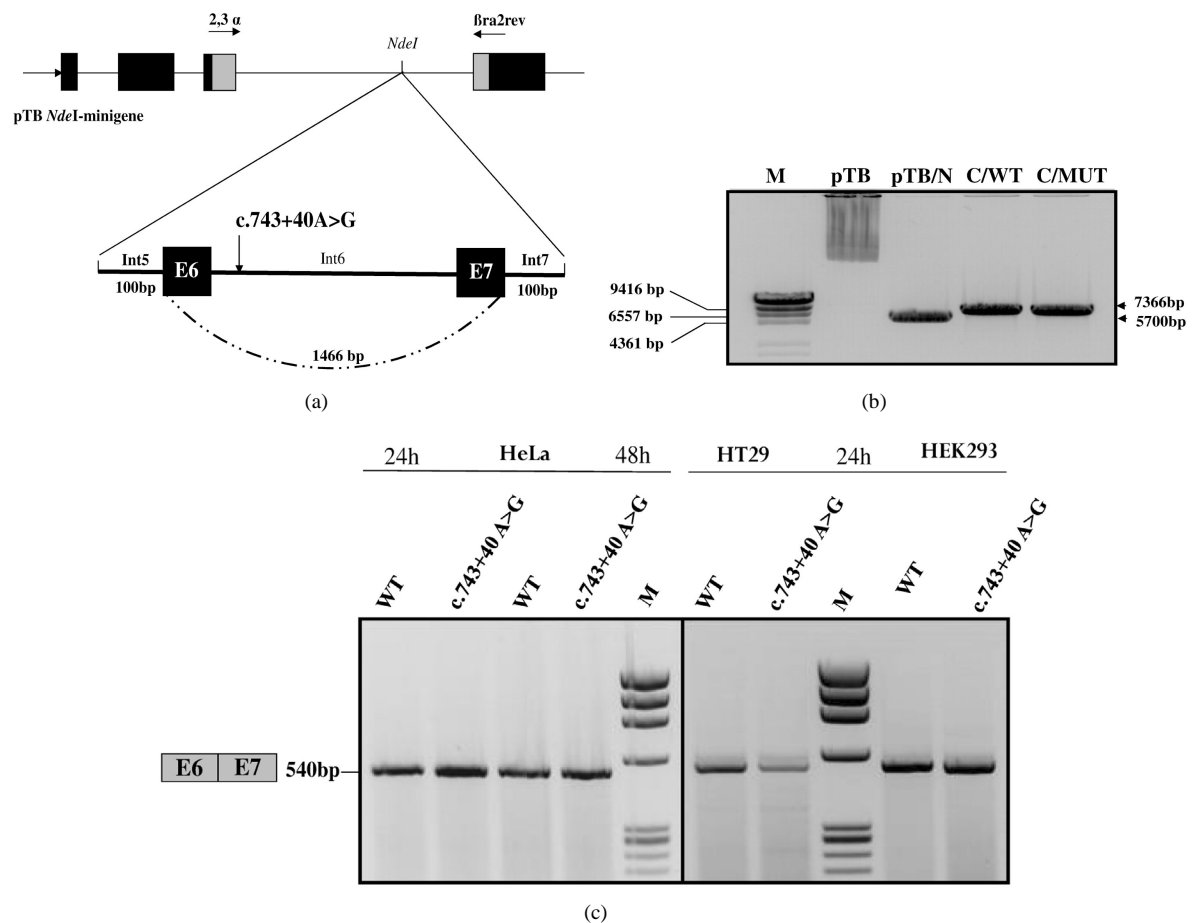 2,3 α
ßra2rev
NdeI
pTB NdeI-minigene
c.743+40A>G
Int5
E6
Int6
E7
Int7
100bp
100bp
1466 bp
(a)
M
pTB
pTB/N
C/WT
C/MUT
9416 bp
6557 bp
4361 bp
7366bp
5700bp
(b)
24h
HeLa
48h
HT29
24h
HEK293
WT
c.743+40 A>G
WT
c.743+40 A>G
M
WT
c.743+40 A>G
M
WT
c.743+40 A>G
E6
E7
540bp
(c)